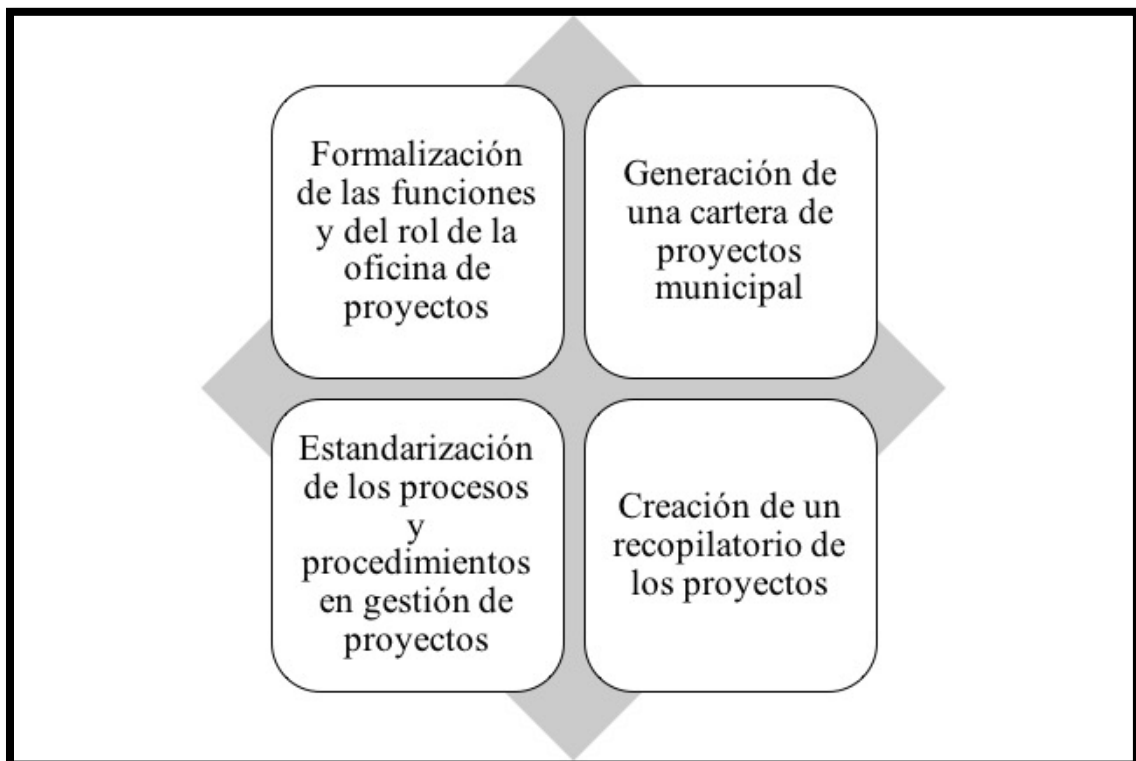 Formalización
de las funciones
y del rol de la
oficina de
proyectos
Generación de
una cartera de
proyectos
municipal
Estandarización
de los procesos
y
procedimientos
en gestión de
proyectos
Creación de un
recopilatorio de
los proyectos